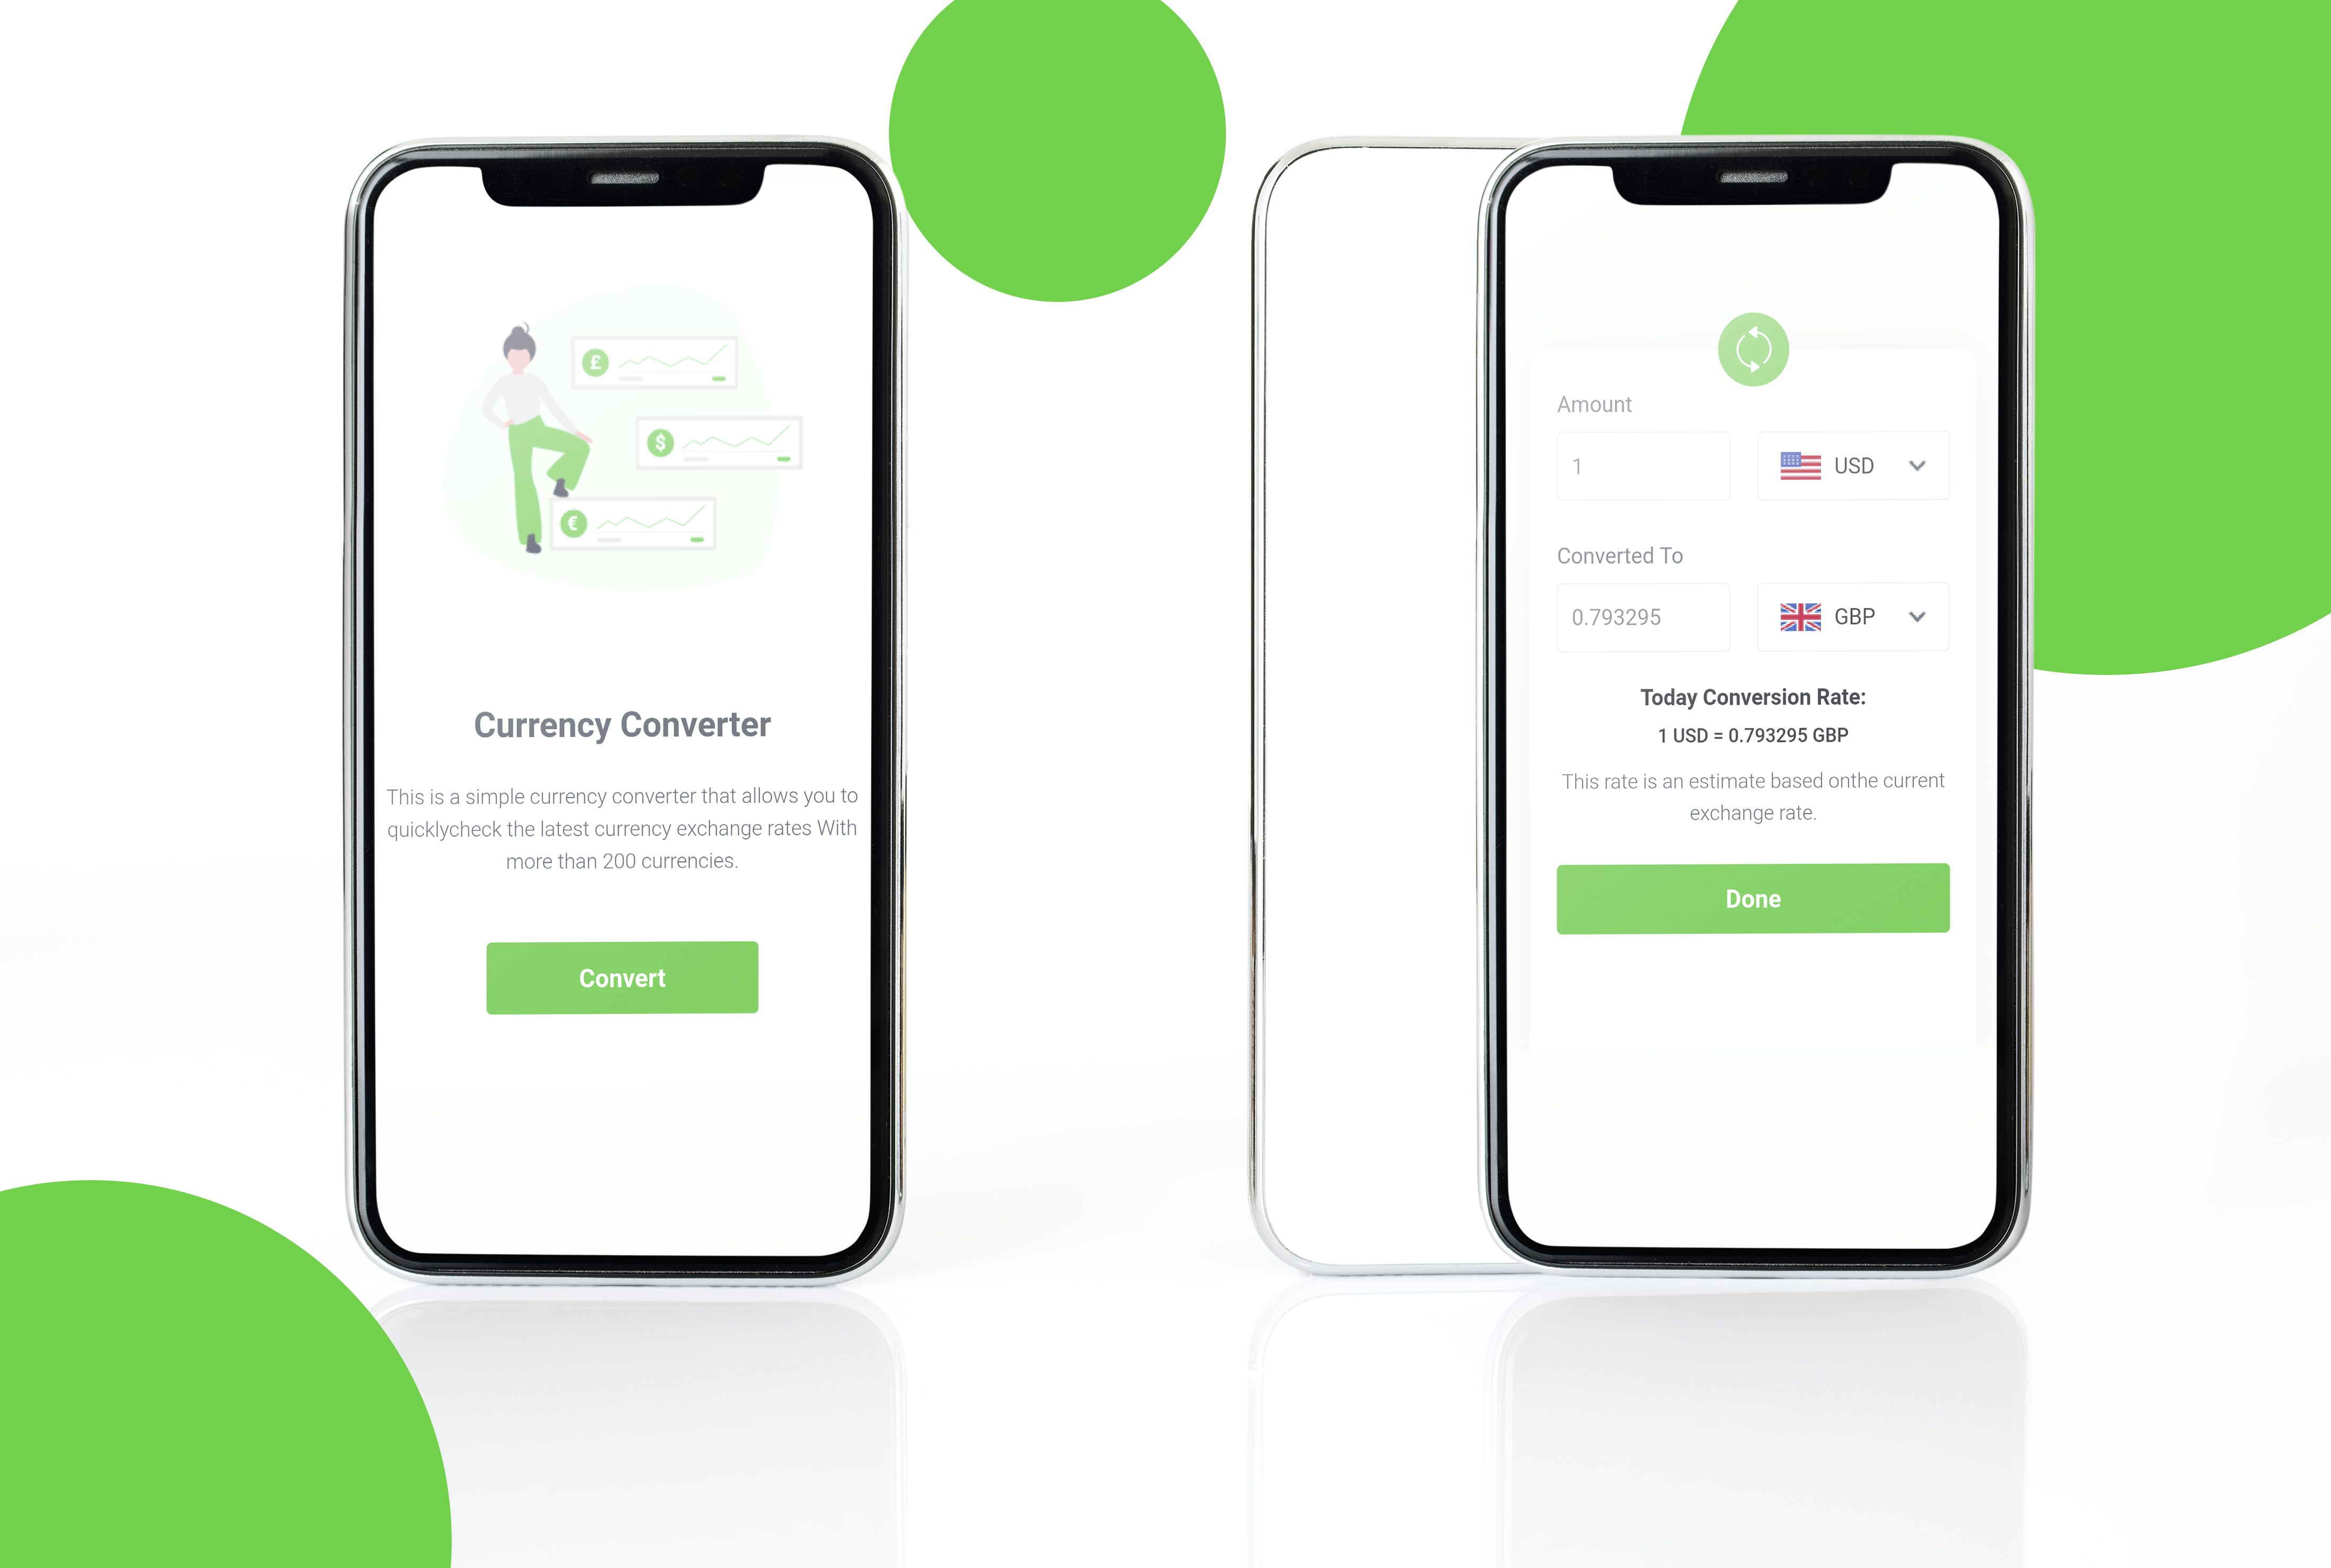 £
$
€
Currency Converter
This is a simple currency converter that allows you to
quicklycheck the latest currency exchange rates With
more than 200 currencies.
Convert
Amount
1
USD
Converted To
0.793295
GBP
Today Conversion Rate:
1 USD = 0.793295 GBP
This rate is an estimate based onthe current
exchange rate.
Done